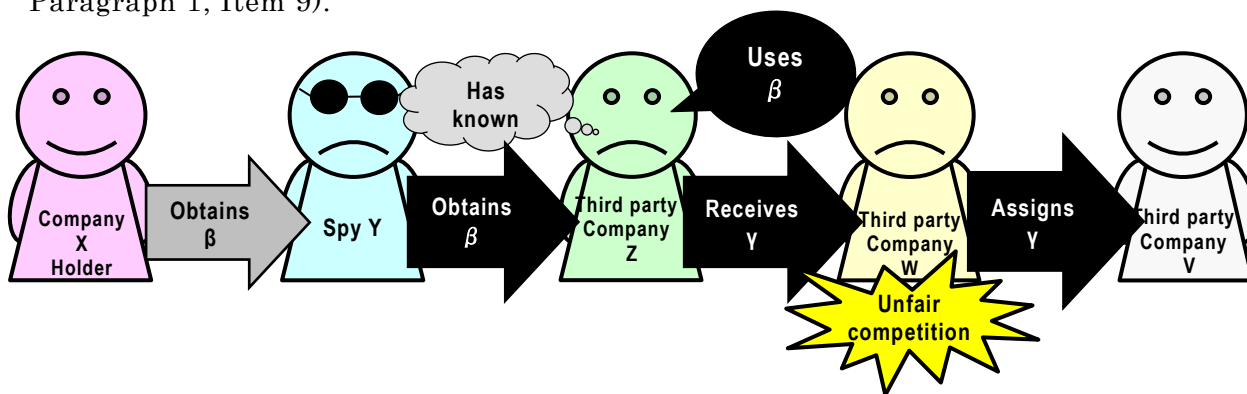 Paragraph 1, Item 9).
Uses
β
Has
known
Company
X
Holder
Obtains
β
Spy Y
Obtains
β
Third party
Company
Z
Receives
γ
Third party
Company
W
Assigns
γ
Third party
Company
V
Unfair
competition